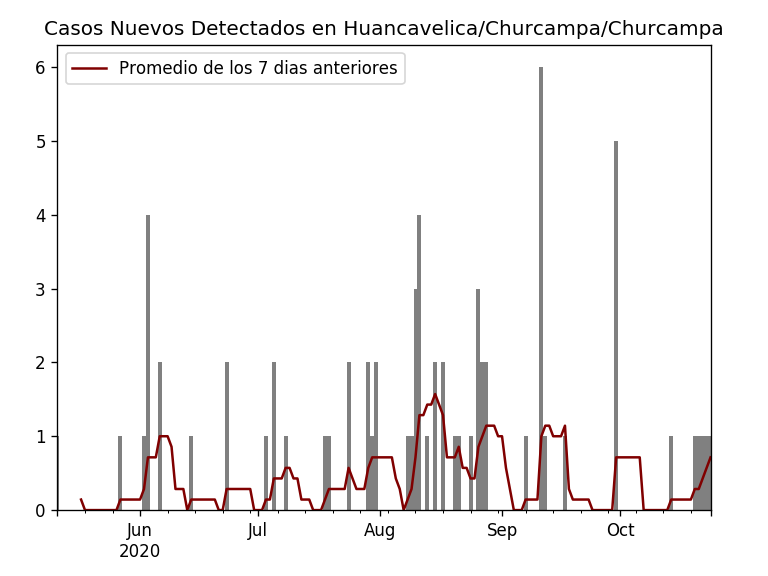 Casos Nuevos Detectados en Huancavelica/Churcampa/Churcampa
Promedio de los 7 dias anteriores
6
5
4
3
2
1
0
Jun Jul Aug Sep Oct
2020